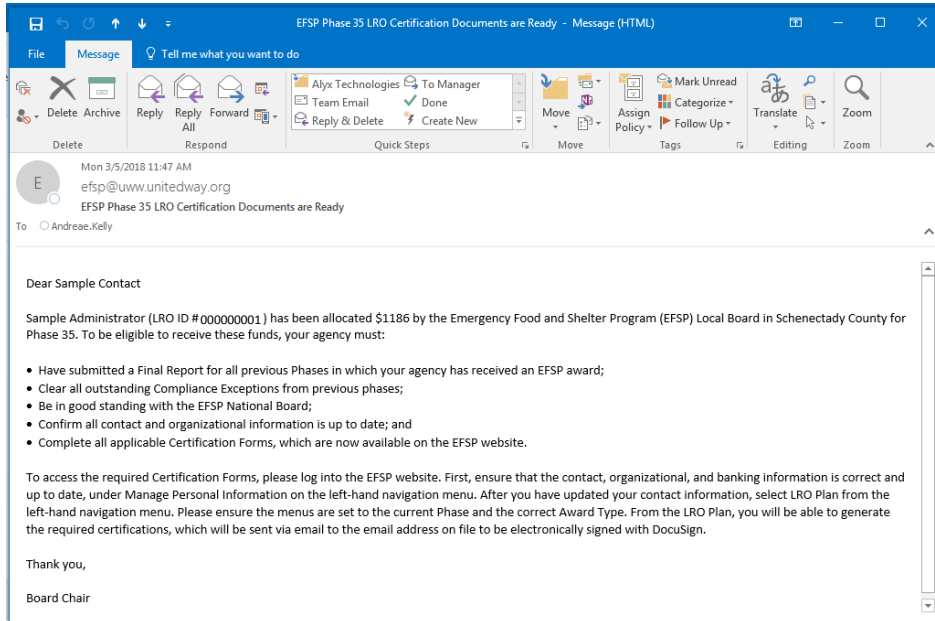 EFSP Phase 35 LRO Certification Documents are Ready - Message (HTML)
File Message Tell me what you want to do
Delete Archive Reply Reply All Forward
Alyx Technologies To Manager
Team Email Done
Reply & Delete Create New
Move Assign Policy
Mark Unread
Categorize
Follow Up
Translate Zoom
Delete Respond Quick Steps Move Tags Editing Zoom
E
Mon 3/5/2018 11:47 AM
efsp@uww.unitedway.org
EFSP Phase 35 LRO Certification Documents are Ready
To Andreae.Kelly
Dear Sample Contact
Sample Administrator (LRO ID #000000001) has been allocated $1186 by the Emergency Food and Shelter Program (EFSP) Local Board in Schenectady County for
Phase 35. To be eligible to receive these funds, your agency must:
• Have submitted a Final Report for all previous Phases in which your agency has received an EFSP award;
• Clear all outstanding Compliance Exceptions from previous phases;
• Be in good standing with the EFSP National Board;
• Confirm all contact and organizational information is up to date; and
• Complete all applicable Certification Forms, which are now available on the EFSP website.
To access the required Certification Forms, please log into the EFSP website. First, ensure that the contact, organizational, and banking information is correct and
up to date, under Manage Personal Information on the left-hand navigation menu. After you have updated your contact information, select LRO Plan from the
left-hand navigation menu. Please ensure the menus are set to the current Phase and the correct Award Type. From the LRO Plan, you will be able to generate
the required certifications, which will be sent via email to the email address on file to be electronically signed with DocuSign.
Thank you,
Board Chair